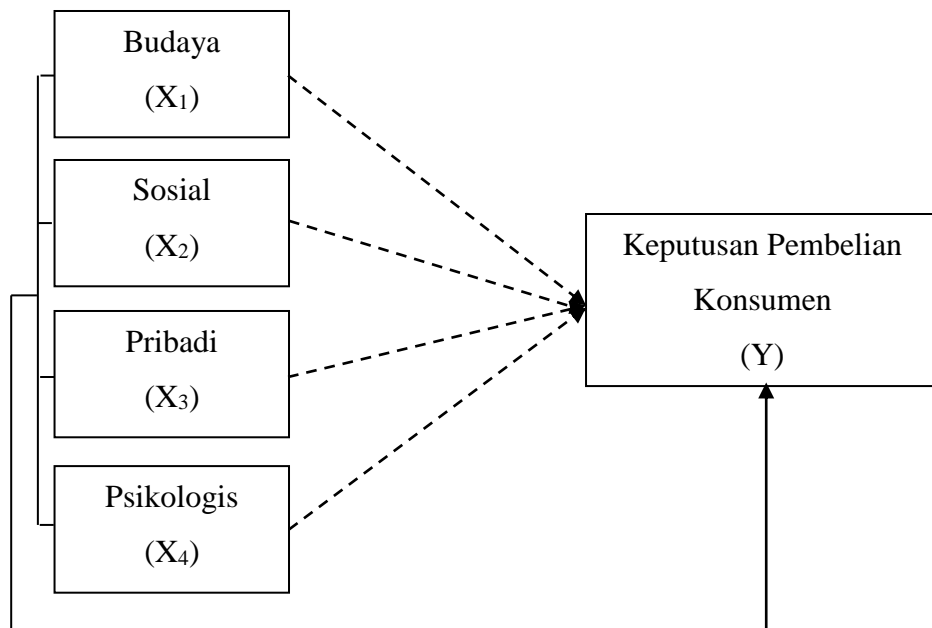 Budaya
(X₁)
Sosial
(X₂)
Pribadi
(X₃)
Psikologis
(X₄)
Keputusan Pembelian
Konsumen
(Y)